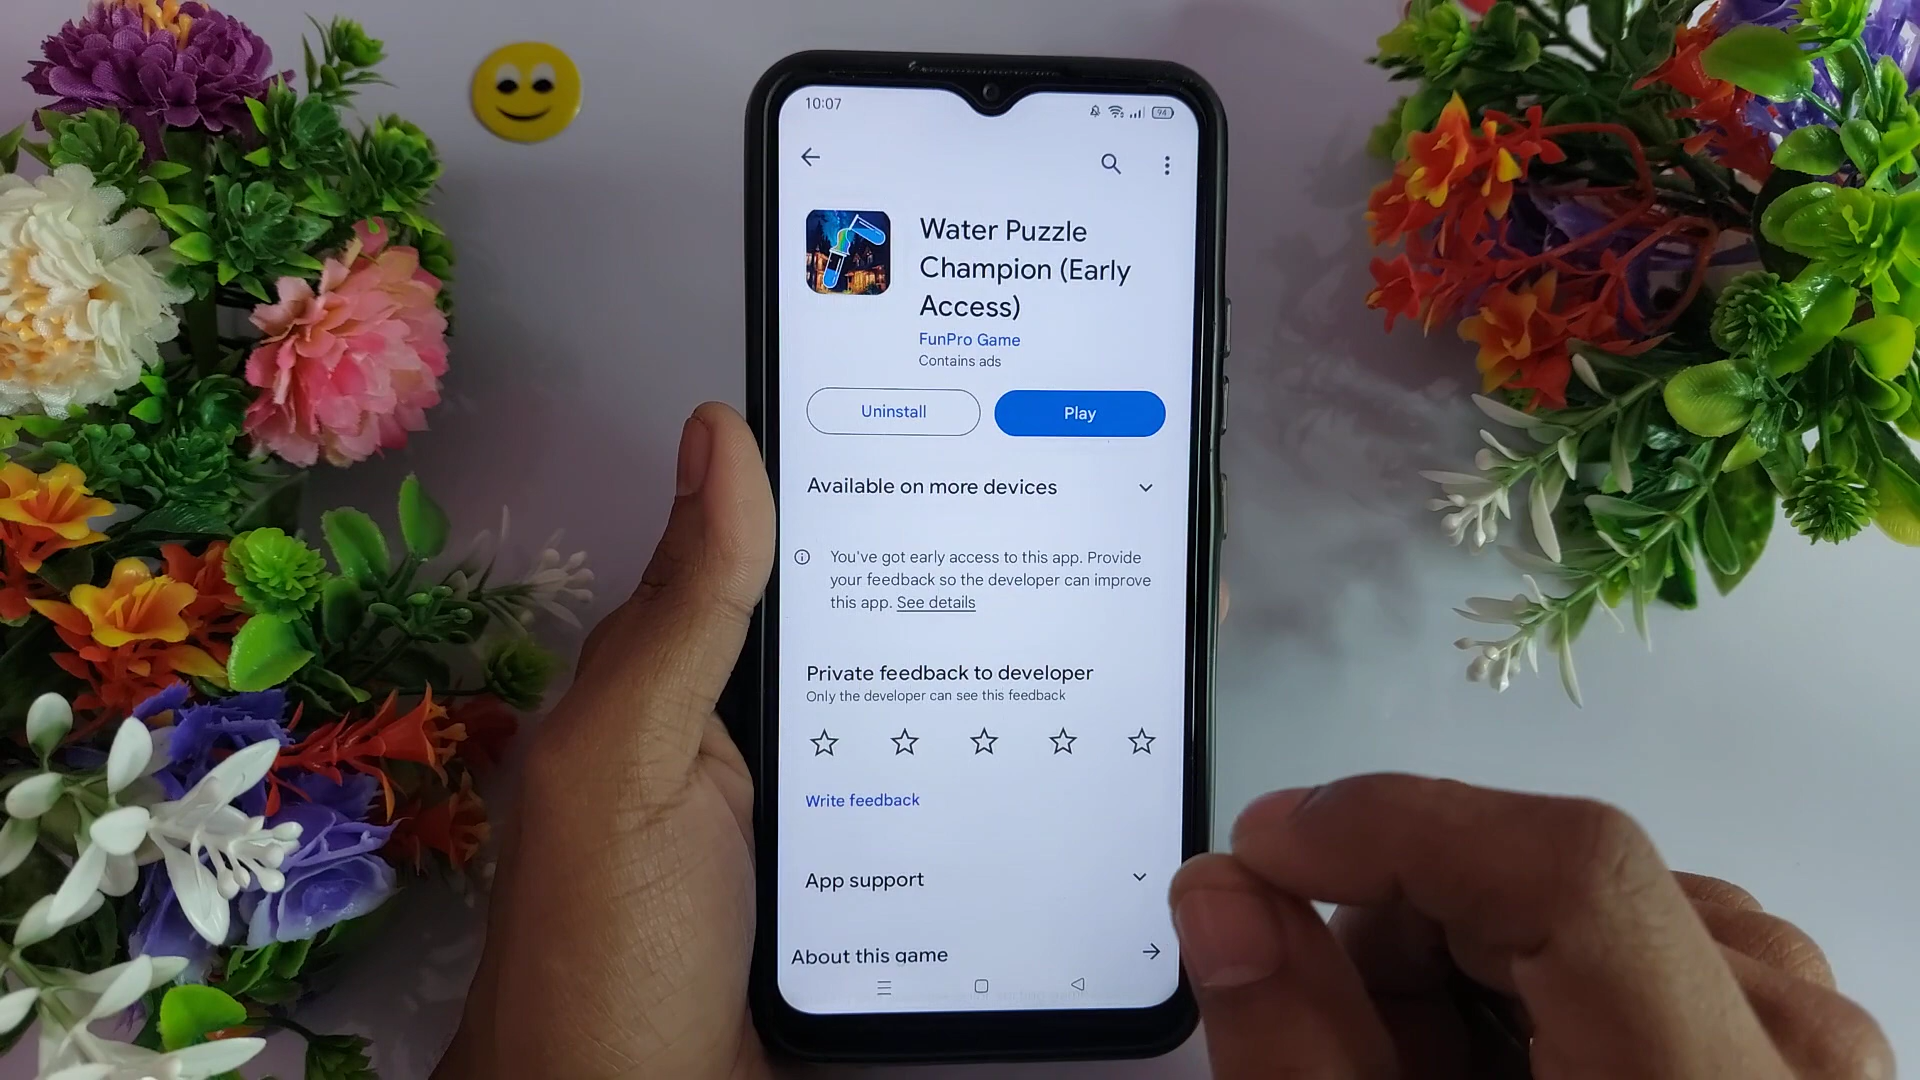 10:07
94
Water Puzzle
Champion (Early
Access)
FunPro Game
Contains ads
Uninstall
Play
Available on more devices
You've got early access to this app. Provide
your feedback so the developer can improve
this app. See details
Private feedback to developer
Only the developer can see this feedback
Write feedback
App support
About this game